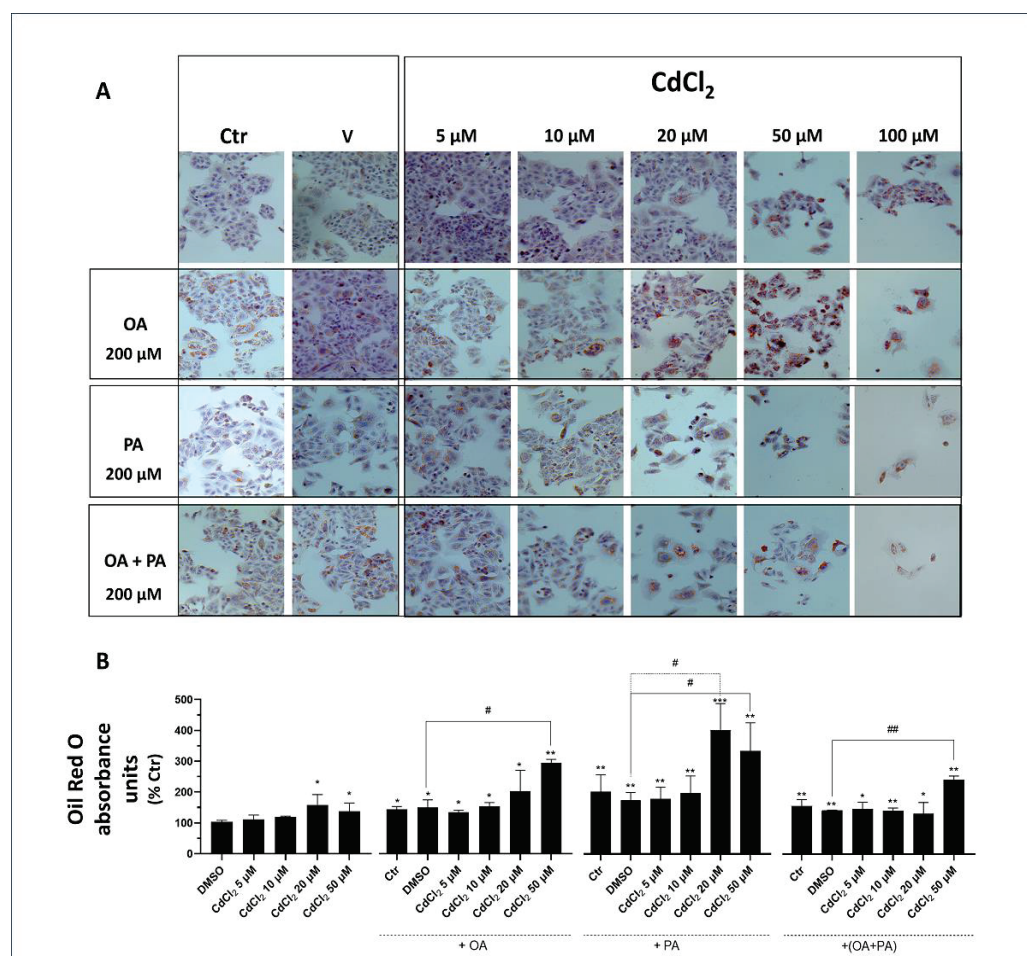 A
CdCl₂
Ctr V 5 µM 10 µM 20 µM 50 µM 100 µM
OA
200 µM
PA
200 µM
OA + PA
200 µM
B
Oil Red O
absorbance
units
(% Ctr)
500
400
300
200
100
0
* *
# * * * * * **
# # ** ** ** ** *** **
## ** ** * ** * **
DMSO CdCl₂ 5 µM CdCl₂ 10 µM CdCl₂ 20 µM CdCl₂ 50 µM
Ctr DMSO CdCl₂ 5 µM CdCl₂ 10 µM CdCl₂ 20 µM CdCl₂ 50 µM
Ctr DMSO CdCl₂ 5 µM CdCl₂ 10 µM CdCl₂ 20 µM CdCl₂ 50 µM
Ctr DMSO CdCl₂ 5 µM CdCl₂ 10 µM CdCl₂ 20 µM CdCl₂ 50 µM
+ OA + PA +(OA+PA)